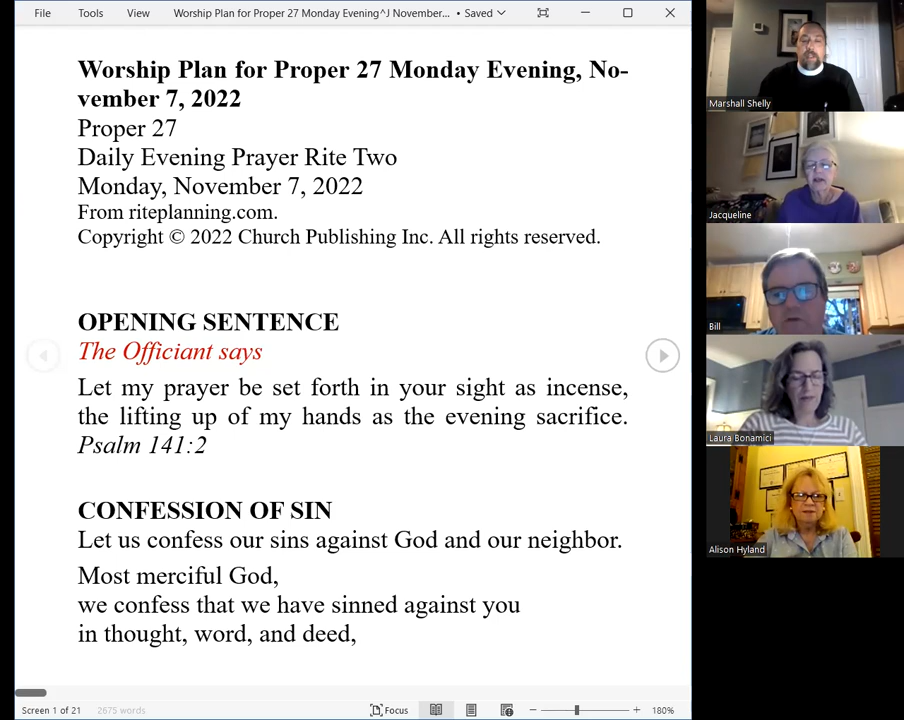 File Tools View Worship Plan for Proper 27 Monday Evening^J November... • Saved
Worship Plan for Proper 27 Monday Evening, No-
vember 7, 2022
Proper 27
Daily Evening Prayer Rite Two
Monday, November 7, 2022
From riteplanning.com.
Copyright © 2022 Church Publishing Inc. All rights reserved.
OPENING SENTENCE
The Officiant says
Let my prayer be set forth in your sight as incense,
the lifting up of my hands as the evening sacrifice.
Psalm 141:2
CONFESSION OF SIN
Let us confess our sins against God and our neighbor.
Most merciful God,
we confess that we have sinned against you
in thought, word, and deed,
Screen 1 of 21 2675 words Focus 180%
Marshall Shelly
Jacqueline
Bill
Laura Bonamici
Alison Hyland